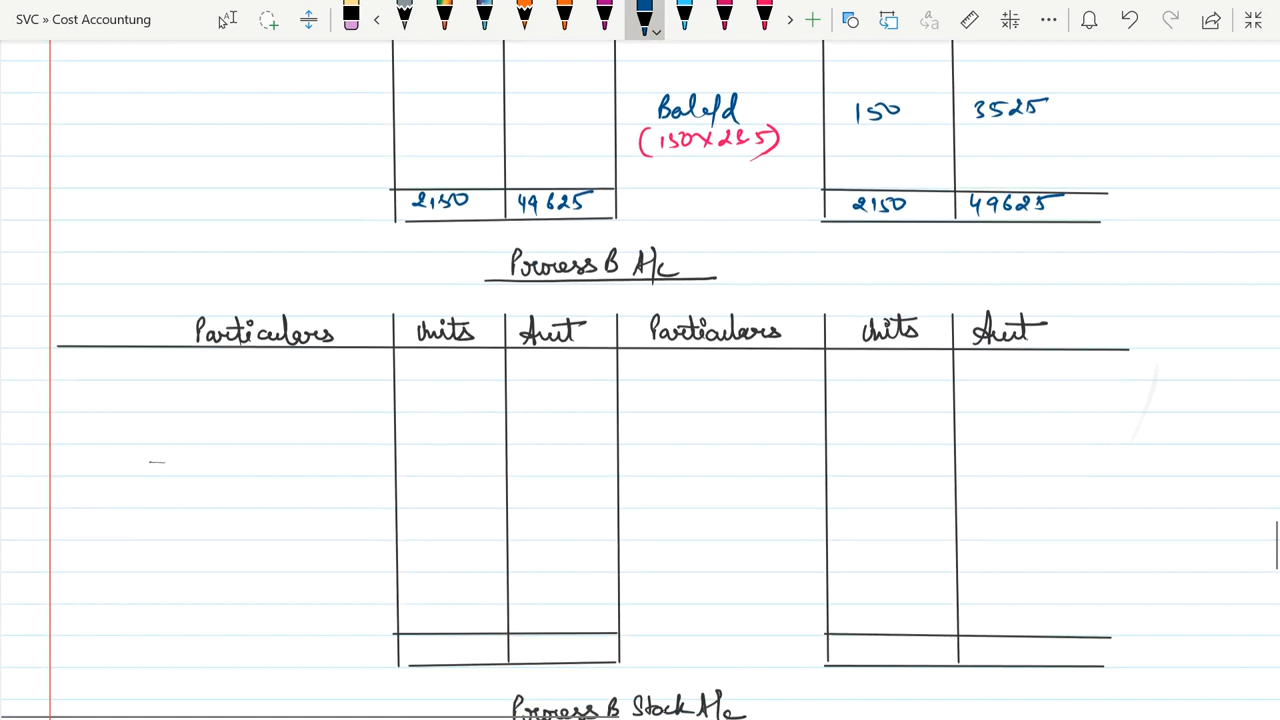 SVC » Cost Accountung
Bal c/d 150 3525
(150×23.5)
2150 49625 2150 49625
Process B A/c
Particulars Units Amt Particulars Units Amt
Process B Stock A/c